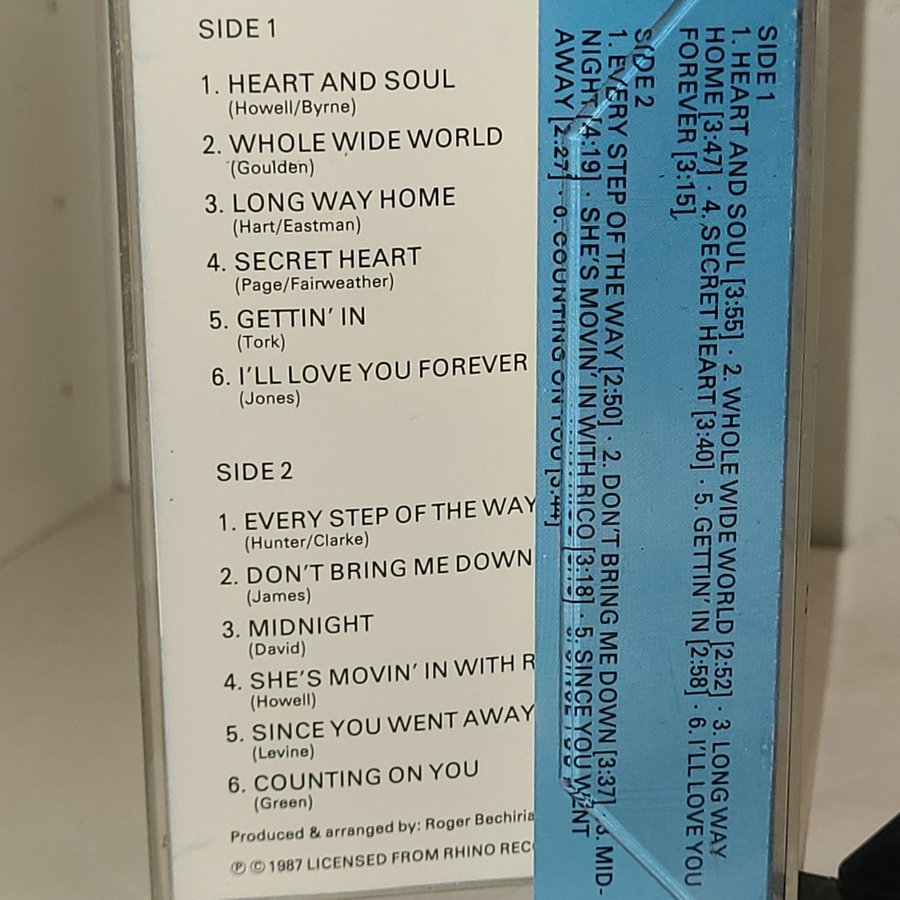 SIDE 1
1. HEART AND SOUL
(Howell/Byrne)
2. WHOLE WIDE WORLD
(Goulden)
3. LONG WAY HOME
(Hart/Eastman)
4. SECRET HEART
(Page/Fairweather)
5. GETTIN' IN
(Tork)
6. I'LL LOVE YOU FOREVER
(Jones)
SIDE 2
1. EVERY STEP OF THE WAY
(Hunter/Clarke)
2. DON'T BRING ME DOWN
(James)
3. MIDNIGHT
(David)
4. SHE'S MOVIN' IN WITH R
(Howell)
5. SINCE YOU WENT AWAY
(Levine)
6. COUNTING ON YOU
(Green)
Produced & arranged by: Roger Bechiria
℗ © 1987 LICENSED FROM RHINO REC
SIDE 1
1. HEART AND SOUL [3:55] · 2. WHOLE WIDE WORLD [2:52] · 3. LONG WAY
HOME [3:47] · 4. SECRET HEART [3:40] · 5. GETTIN' IN [2:58] · 6. I'LL LOVE YOU
FOREVER [3:15]
SIDE 2
1. EVERY STEP OF THE WAY [2:50] · 2. DON'T BRING ME DOWN [3:37] · 3. MID-
NIGHT [4:19] · SHE'S MOVIN' IN WITH RICO [3:18] · 5. SINCE YOU WENT
AWAY [2:27] · 6. COUNTING ON YOU [3:44]